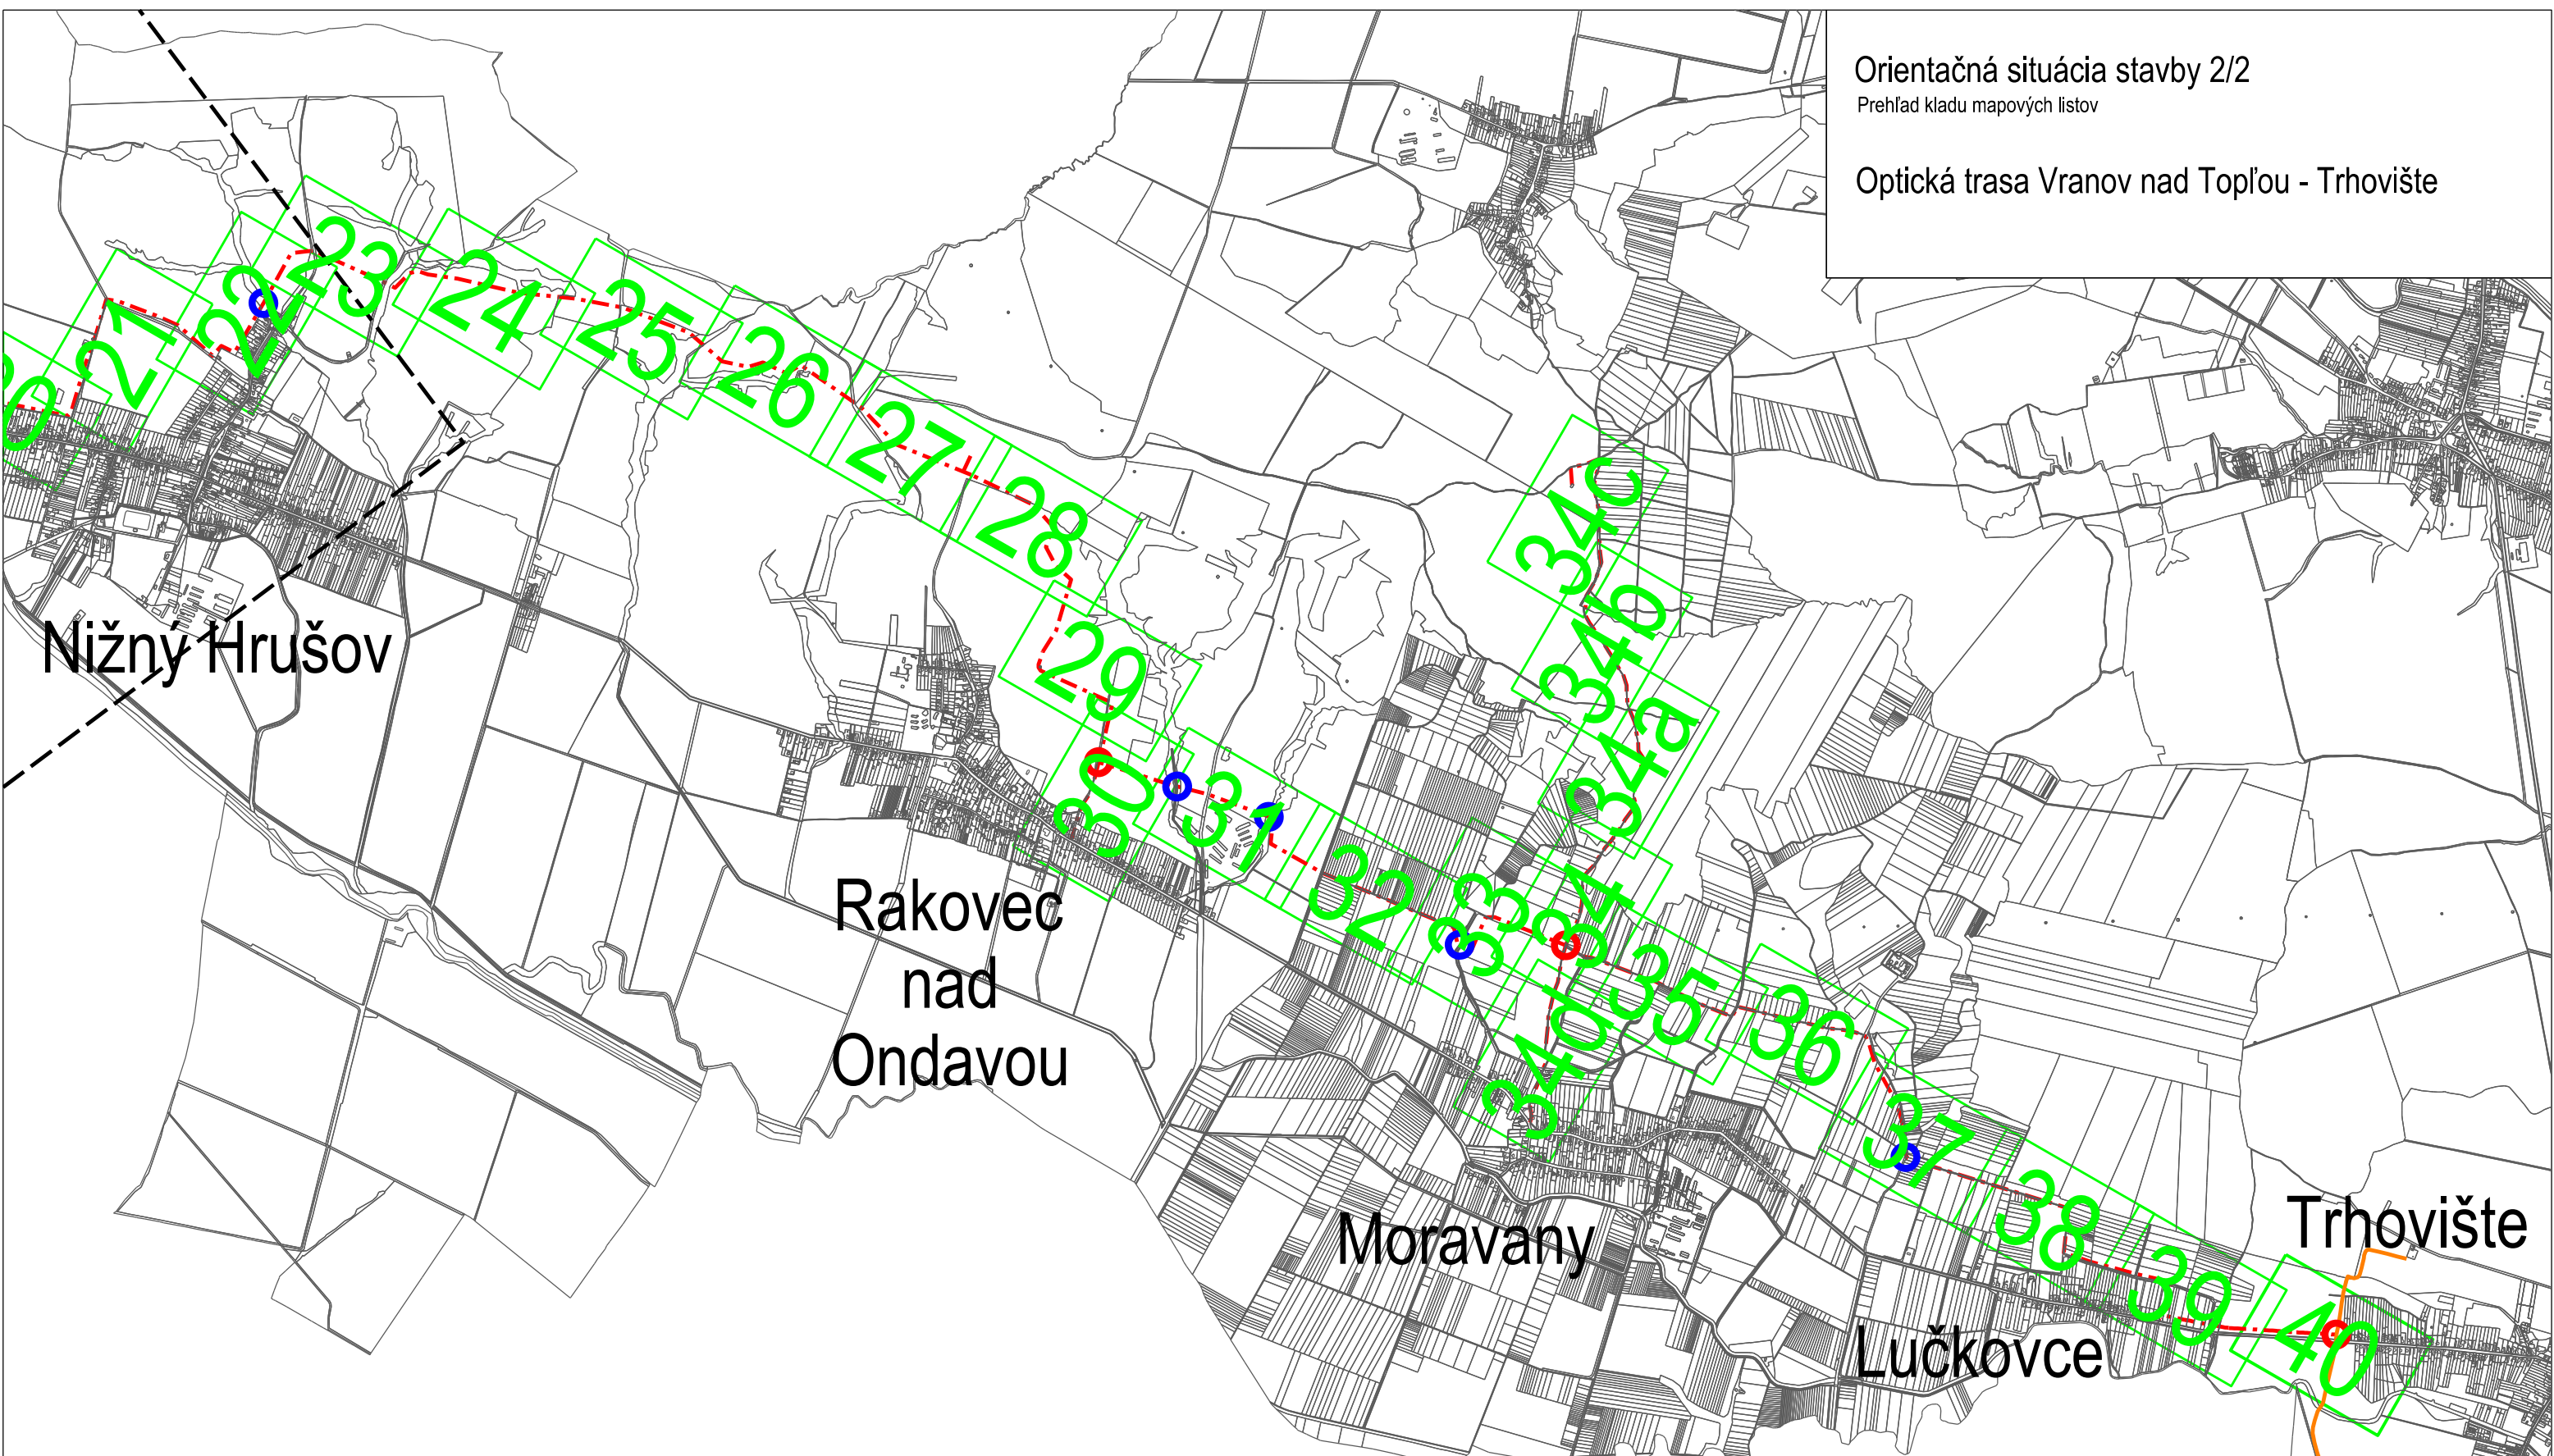 Orientačná situácia stavby 2/2
Prehľad kladu mapových listov
Optická trasa Vranov nad Topľou - Trhovište
21
22
23
24
25
26
27
28
29
30
31
32
33
34
34a
34b
34c
34d
35
36
37
38
39
40
Nižný Hrušov
Rakovec
nad
Ondavou
Moravany
Lučkovce
Trhovište